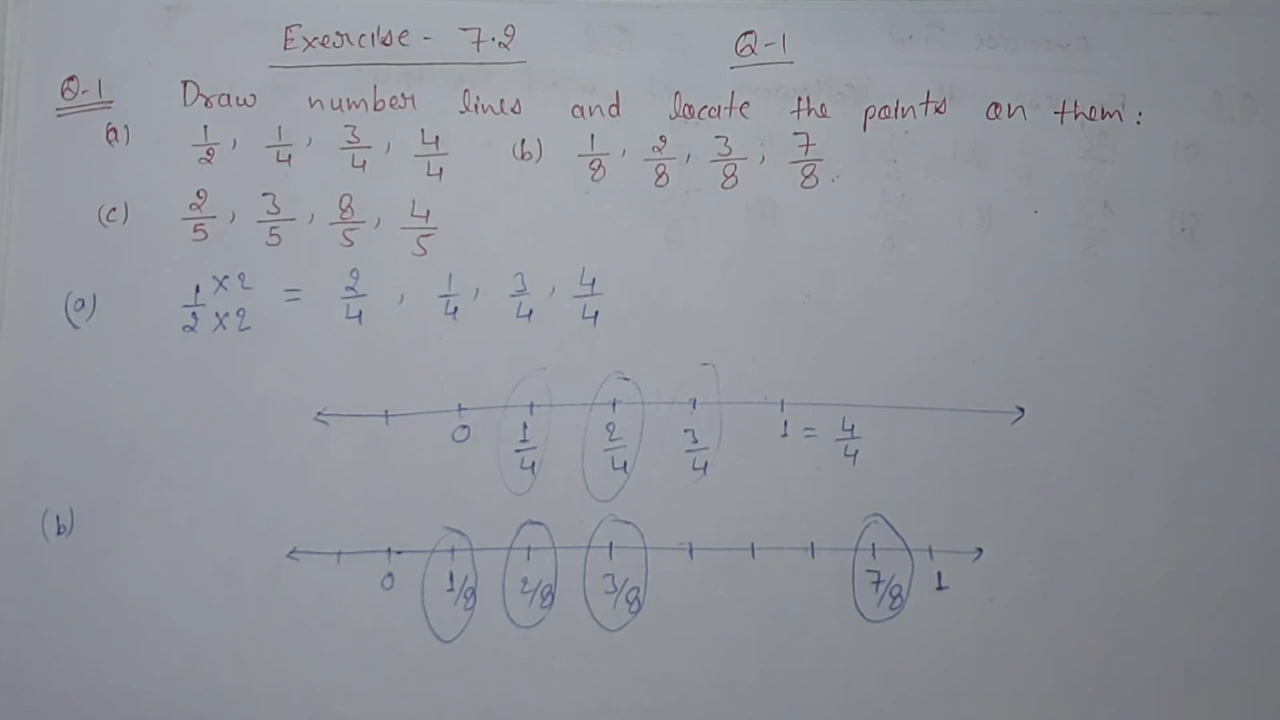 Exercise - 7.2 Q-1
Q-1 Draw number lines and locate the points on them:
(a) 1/2, 1/4, 3/4, 4/4 (b) 1/8, 2/8, 3/8, 7/8.
(c) 2/5, 3/5, 8/5, 4/5
(a) 1×2/2×2 = 2/4, 1/4, 3/4, 4/4
0 1/4 2/4 3/4 1 = 4/4
(b)
0 1/8 2/8 3/8 7/8 1